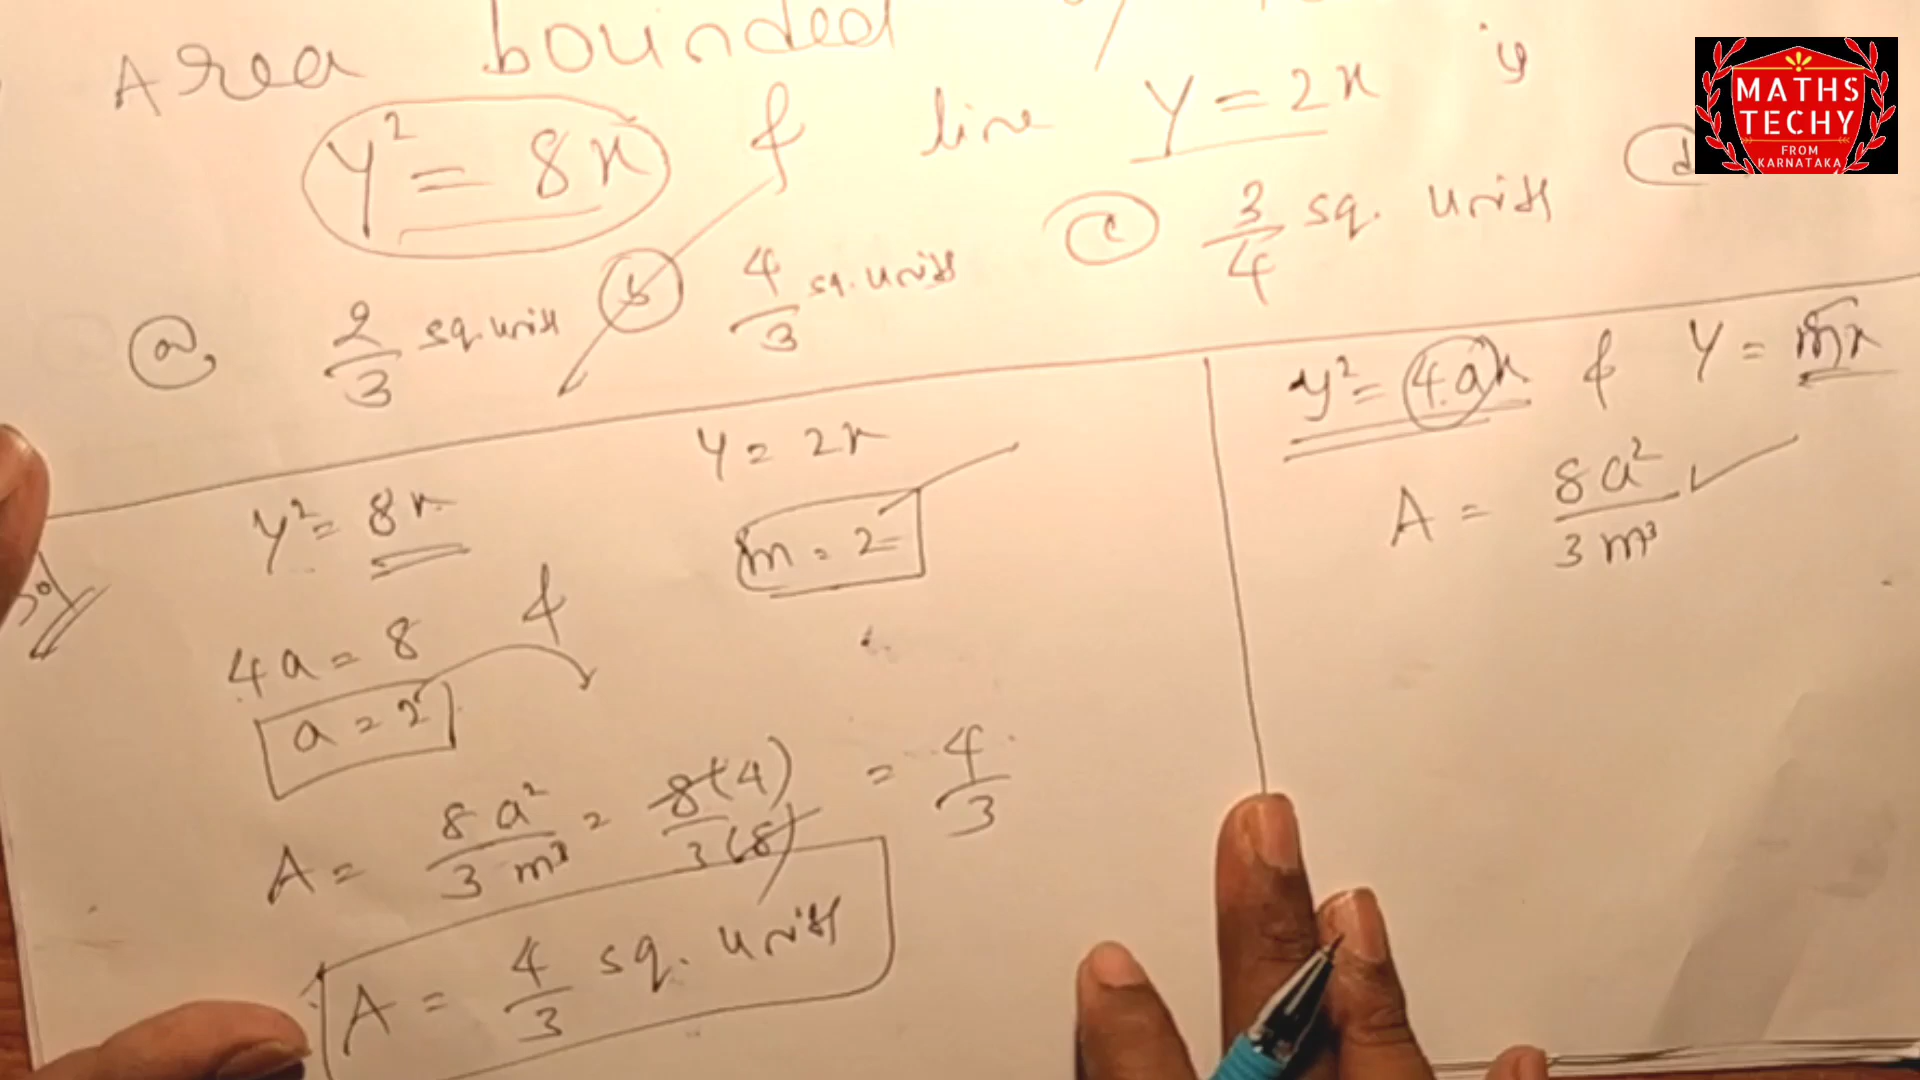 Area bounded
y² = 8x & line y = 2x is
(a) 2/3 sq. units (b) 4/3 sq. units (c) 3/4 sq. units (d)
y² = 4ax & y = mx
A = 8a²/3m³
Sol
y² = 8x & y = 2x
4a = 8 m = 2
a = 2
A = 8a²/3m³ = 8(4)/3(8) = 4/3
A = 4/3 sq. units
MATHS
TECHY
FROM
KARNATAKA